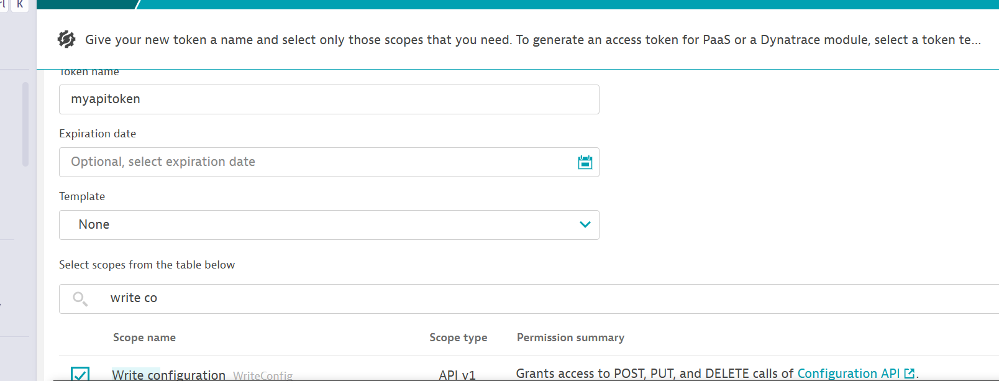 K
Give your new token a name and select only those scopes that you need. To generate an access token for PaaS or a Dynatrace module, select a token te...
Token name
myapitoken
Expiration date
Optional, select expiration date
Template
None
Select scopes from the table below
write co
Scope name Scope type Permission summary
Write configuration WriteConfig API v1 Grants access to POST, PUT, and DELETE calls of Configuration API.